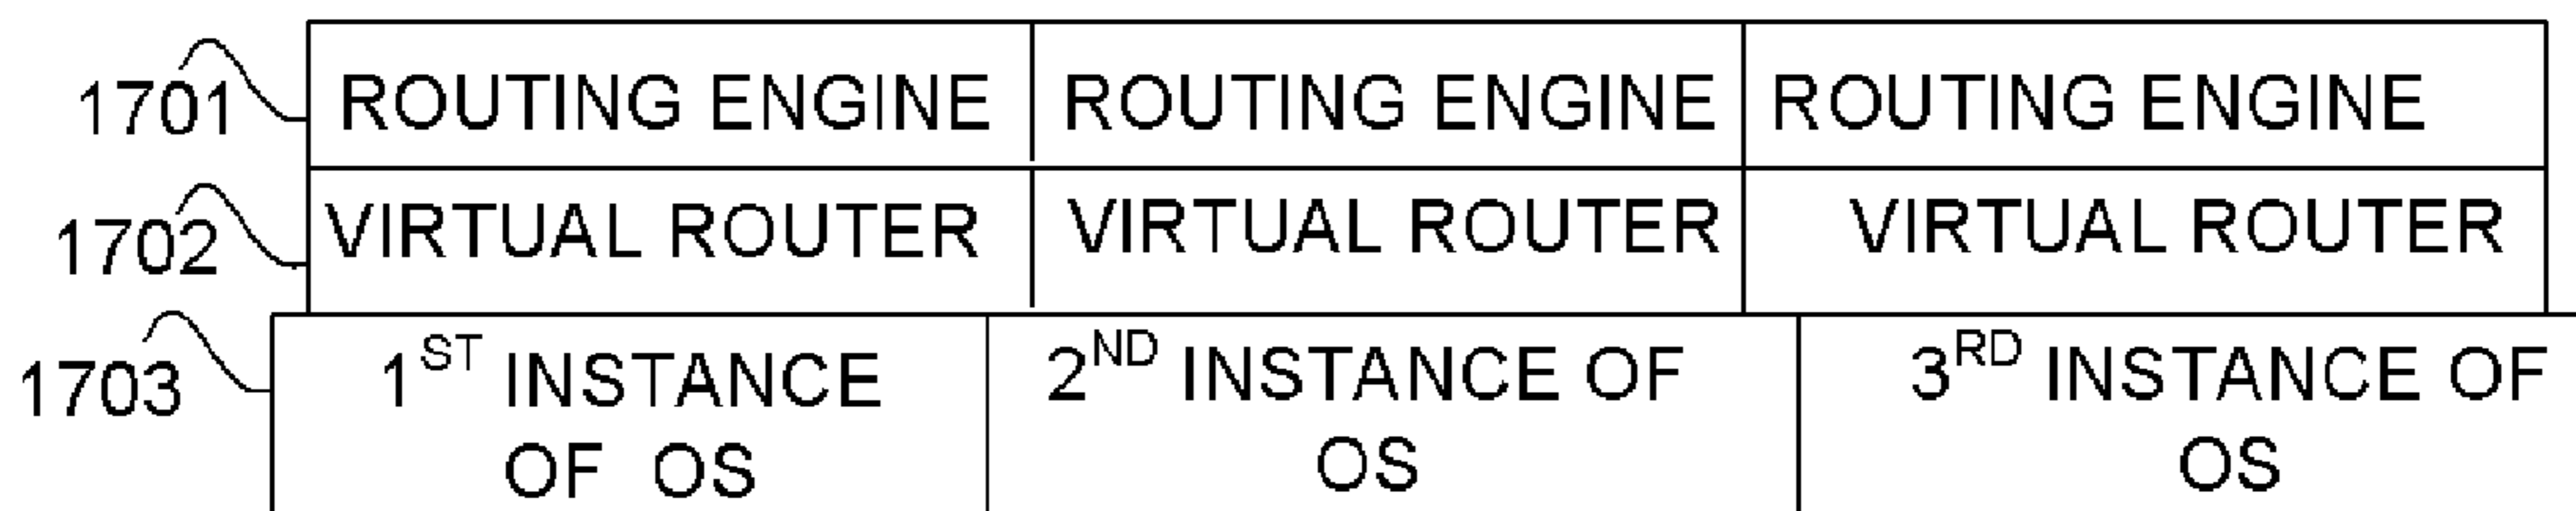 1701 ROUTING ENGINE ROUTING ENGINE ROUTING ENGINE
1702 VIRTUAL ROUTER VIRTUAL ROUTER VIRTUAL ROUTER
1703 1ST INSTANCE 2ND INSTANCE OF 3RD INSTANCE OF
OF OS OS OS